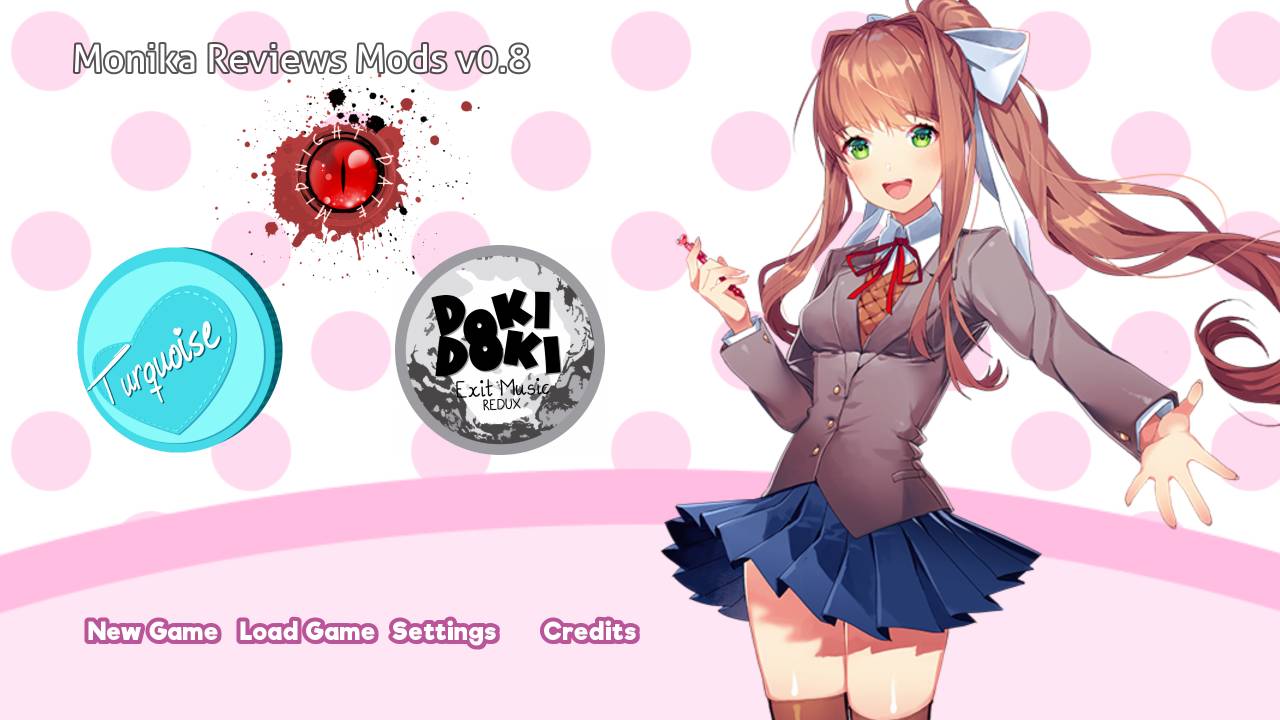 Monika Reviews Mods v0.8
MIDNIGHT DATE
Turquoise
DOKI
DOKI
Exit Music
REDUX
New Game Load Game Settings Credits